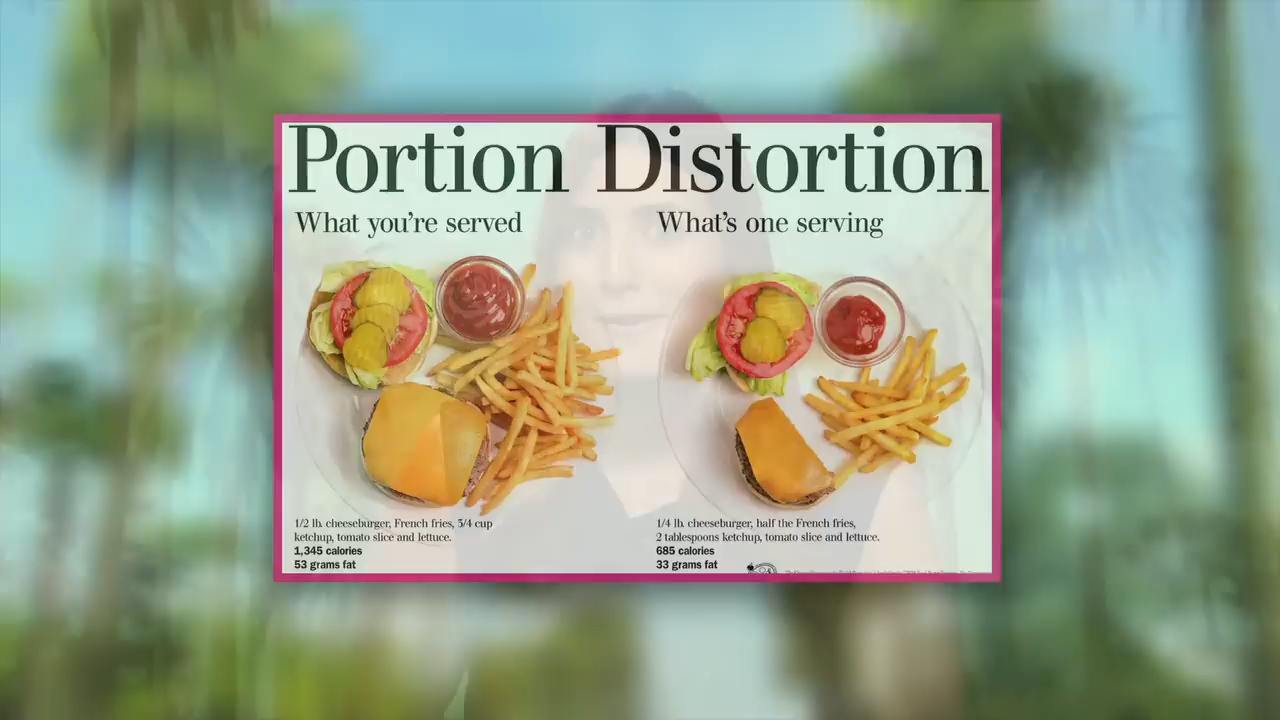 Portion Distortion
What you're served
1/2 lb. cheeseburger, French fries, 3/4 cup
ketchup, tomato slice and lettuce.
1,345 calories
53 grams fat
What's one serving
1/4 lb. cheeseburger, half the French fries,
2 tablespoons ketchup, tomato slice and lettuce.
685 calories
33 grams fat